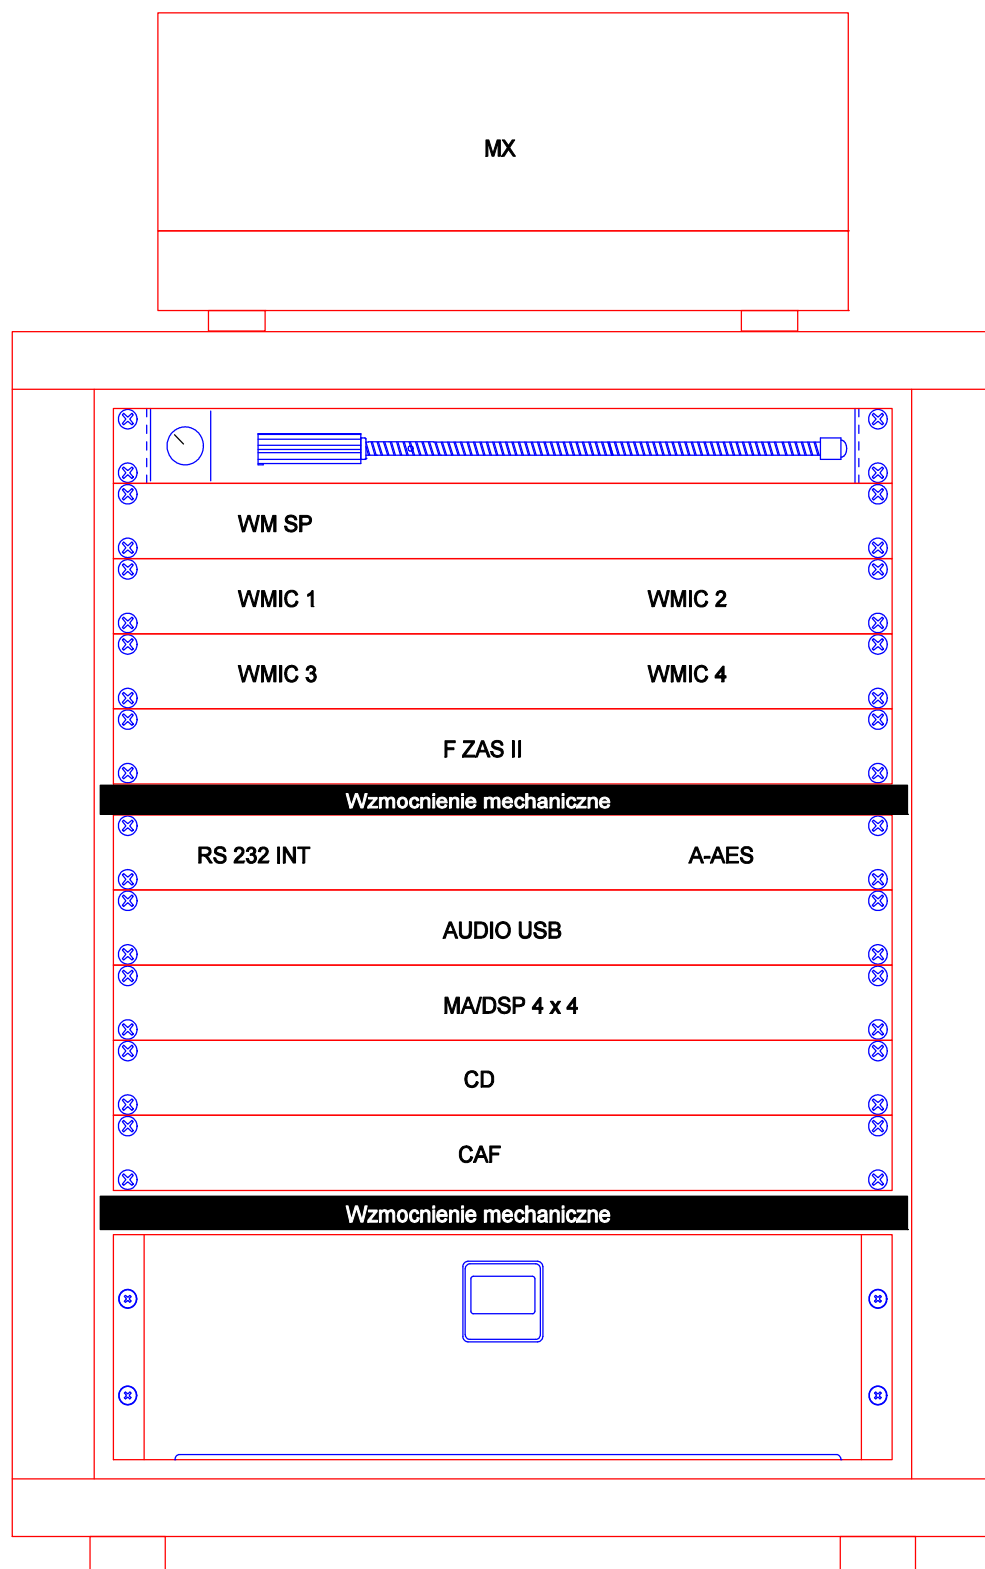 MX
WM SP
WMIC 1 WMIC 2
WMIC 3 WMIC 4
F ZAS II
Wzmocnienie mechaniczne
RS 232 INT A-AES
AUDIO USB
MA/DSP 4 x 4
CD
CAF
Wzmocnienie mechaniczne